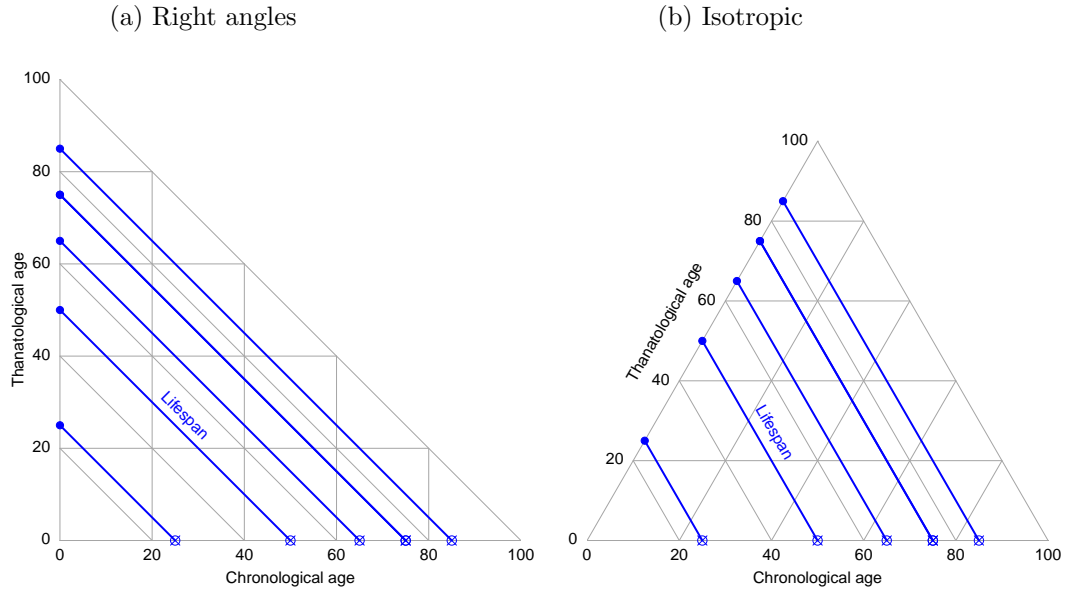 (a) Right angles
100
80
60
40
20
0
Thanatological age
Lifespan
0 20 40 60 80 100
Chronological age
(b) Isotropic
100
80
60
40
20
0
Thanatological age
Lifespan
0 20 40 60 80 100
Chronological age